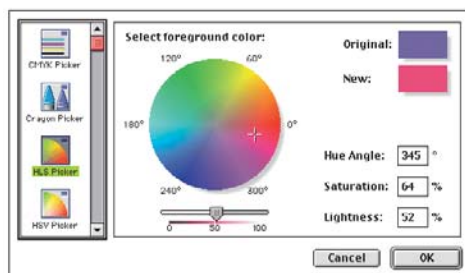 CMYK Picker
Crayon Picker
HLS Picker
HSV Picker
Select foreground color:
120°
60°
180°
0°
240°
300°
0
50
100
Original:
New:
Hue Angle: 345 °
Saturation: 64 %
Lightness: 52 %
Cancel
OK